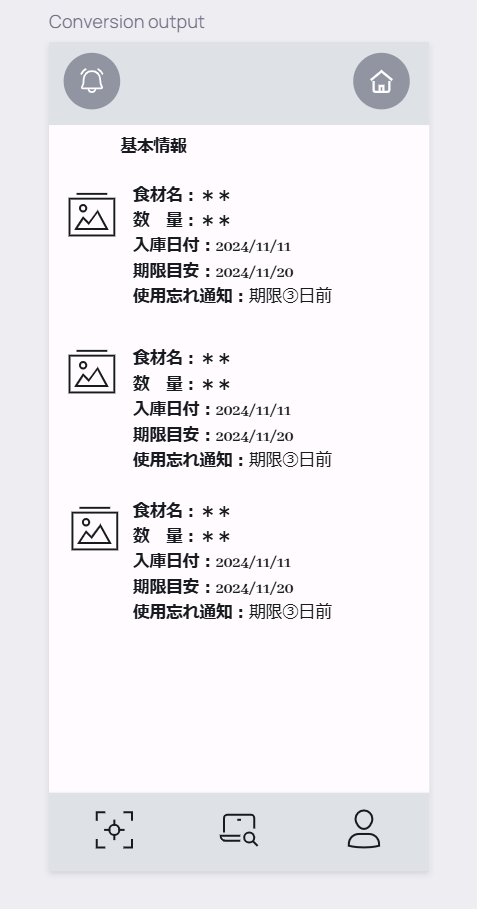 Conversion output
基本情報
食材名：＊＊
数　量：＊＊
入庫日付：2024/11/11
期限目安：2024/11/20
使用忘れ通知：期限③日前
食材名：＊＊
数　量：＊＊
入庫日付：2024/11/11
期限目安：2024/11/20
使用忘れ通知：期限③日前
食材名：＊＊
数　量：＊＊
入庫日付：2024/11/11
期限目安：2024/11/20
使用忘れ通知：期限③日前